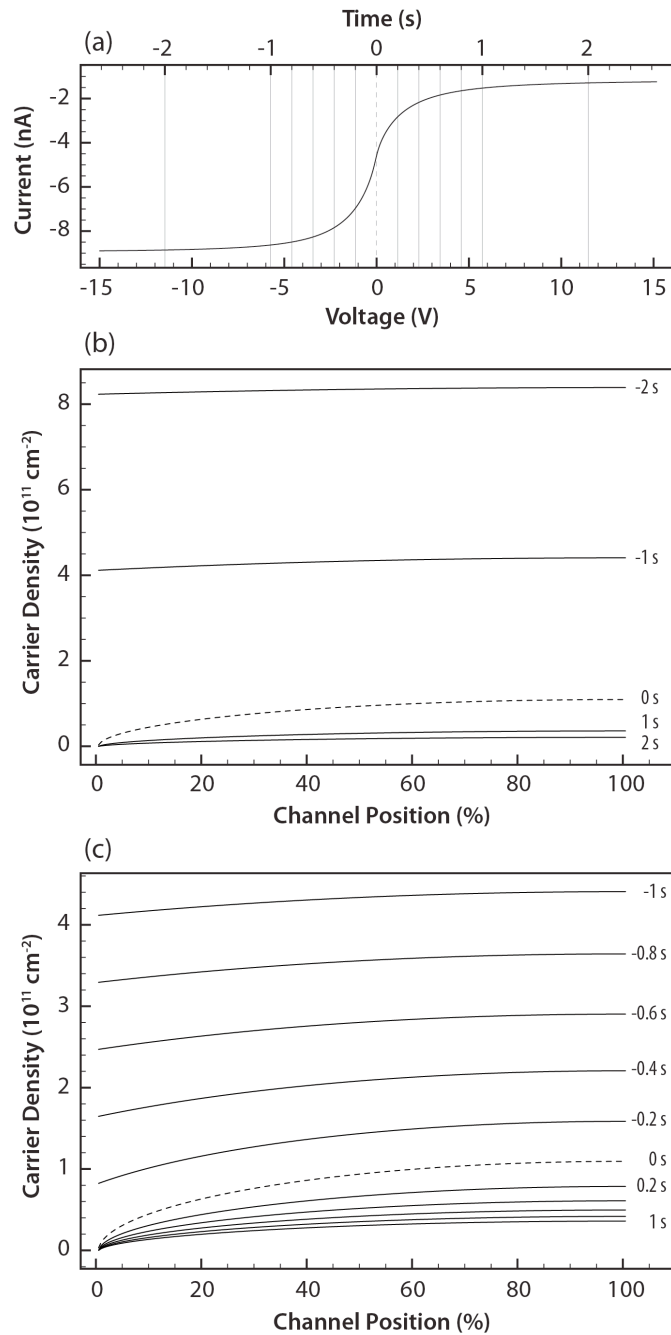 Time (s)
(a)
-2 -1 0 1 2
-2
-4
-6
-8
Current (nA)
-15 -10 -5 0 5 10 15
Voltage (V)
(b)
8
6
4
2
0
Carrier Density (10¹¹ cm⁻²)
-2 s
-1 s
0 s
1 s
2 s
0 20 40 60 80 100
Channel Position (%)
(c)
4
3
2
1
0
Carrier Density (10¹¹ cm⁻²)
-1 s
-0.8 s
-0.6 s
-0.4 s
-0.2 s
0 s
0.2 s
1 s
0 20 40 60 80 100
Channel Position (%)